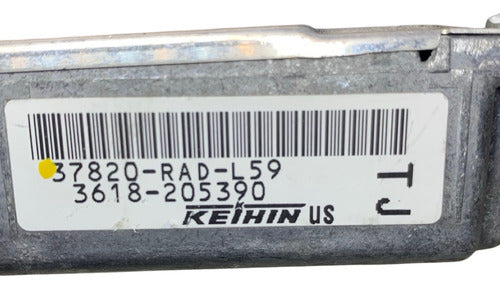 37820-RAD-L59
3618-205390
KEIHIN US
TJ